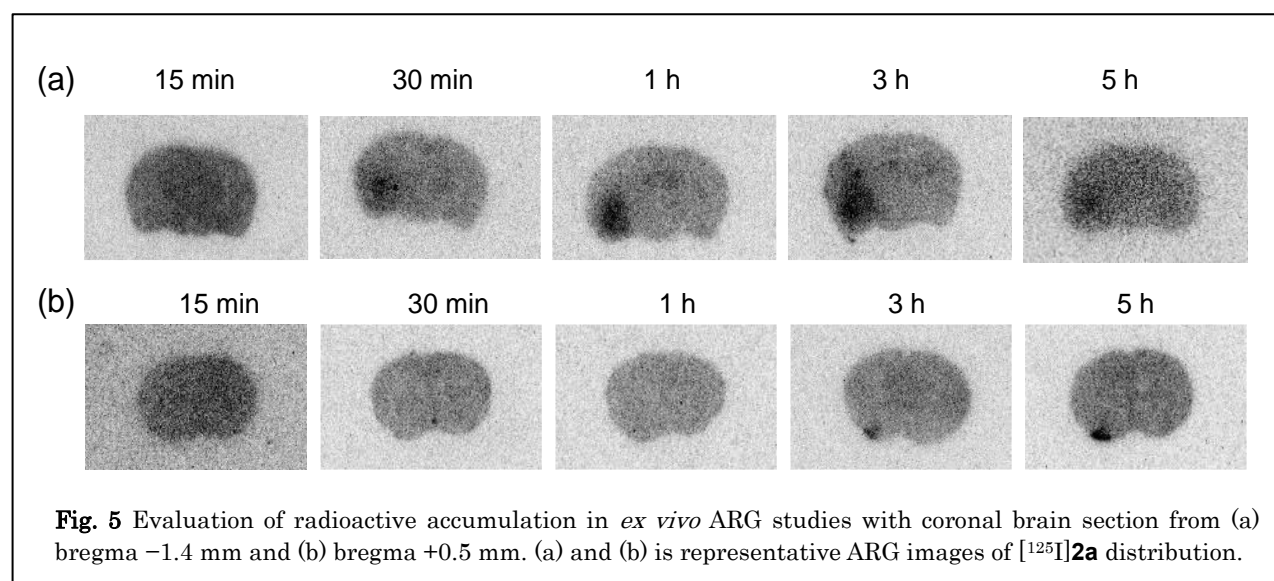 (a) 15 min 30 min 1 h 3 h 5 h
(b) 15 min 30 min 1 h 3 h 5 h
Fig. 5 Evaluation of radioactive accumulation in ex vivo ARG studies with coronal brain section from (a)
bregma −1.4 mm and (b) bregma +0.5 mm. (a) and (b) is representative ARG images of [¹²⁵I]2a distribution.